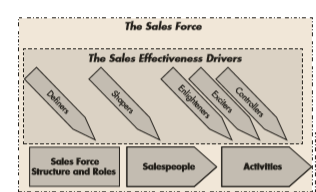 The Sales Force
The Sales Effectiveness Drivers
Definers
Shapers
Enlighteners
Exciters
Controllers
Sales Force
Structure and Roles
Salespeople
Activities